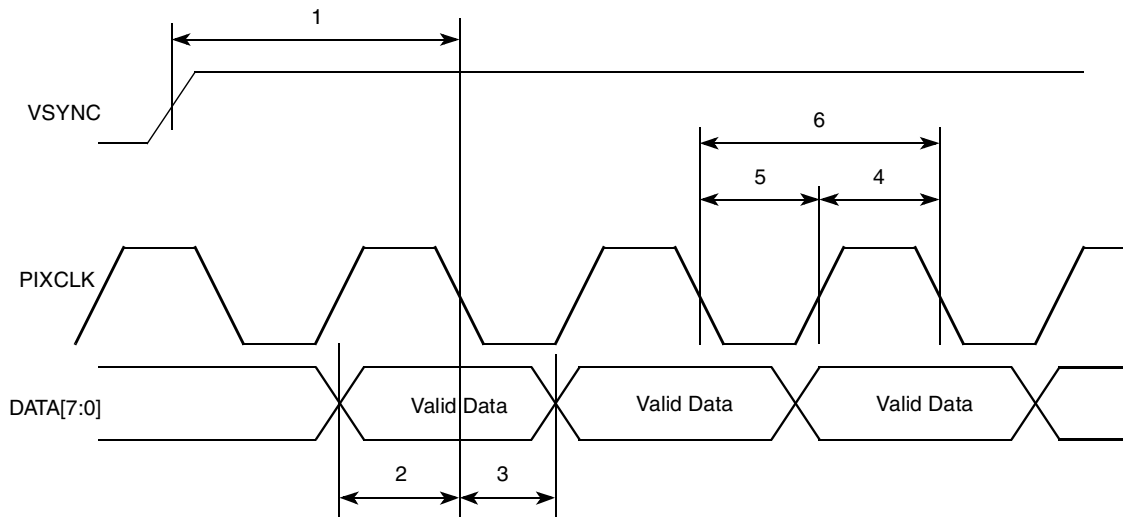 1
VSYNC
6
5
4
PIXCLK
DATA[7:0]
Valid Data
Valid Data
Valid Data
2
3